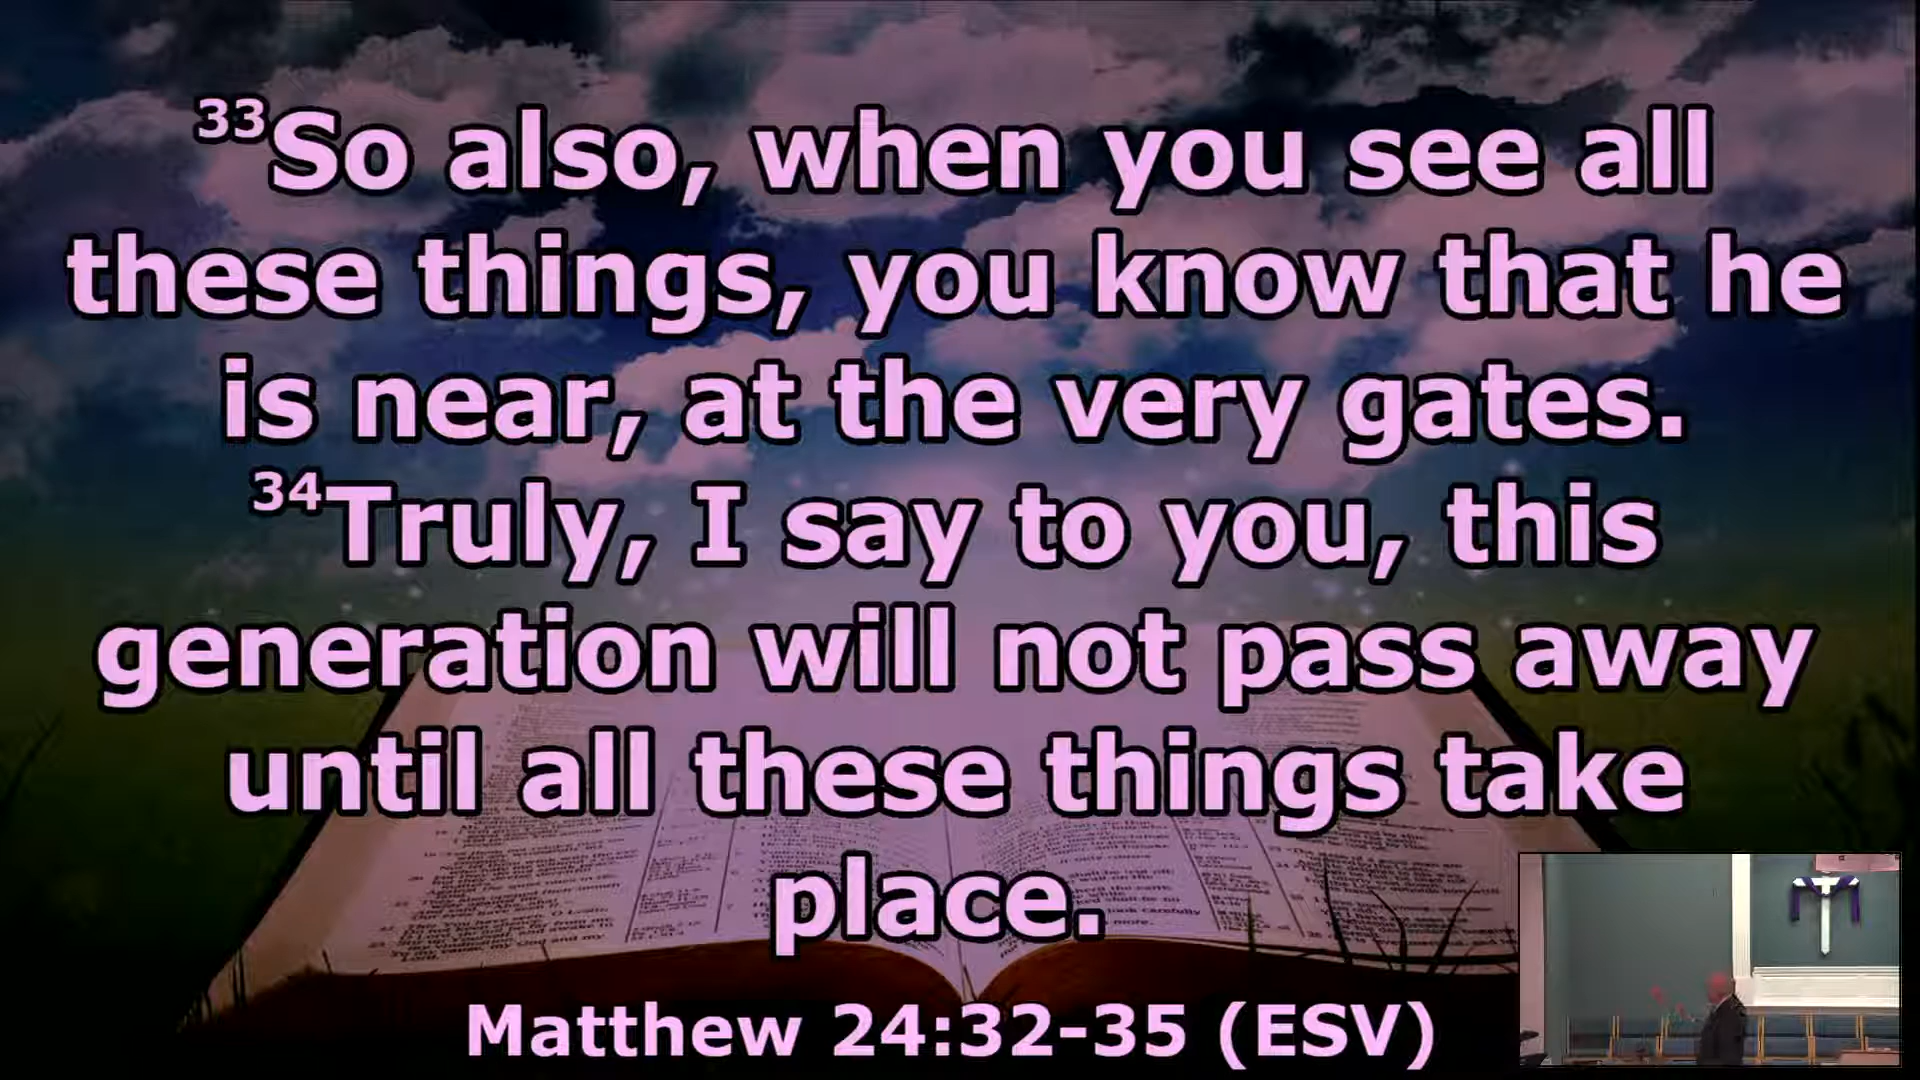 ³³So also, when you see all
these things, you know that he
is near, at the very gates.
³⁴Truly, I say to you, this
generation will not pass away
until all these things take
place.
Matthew 24:32-35 (ESV)